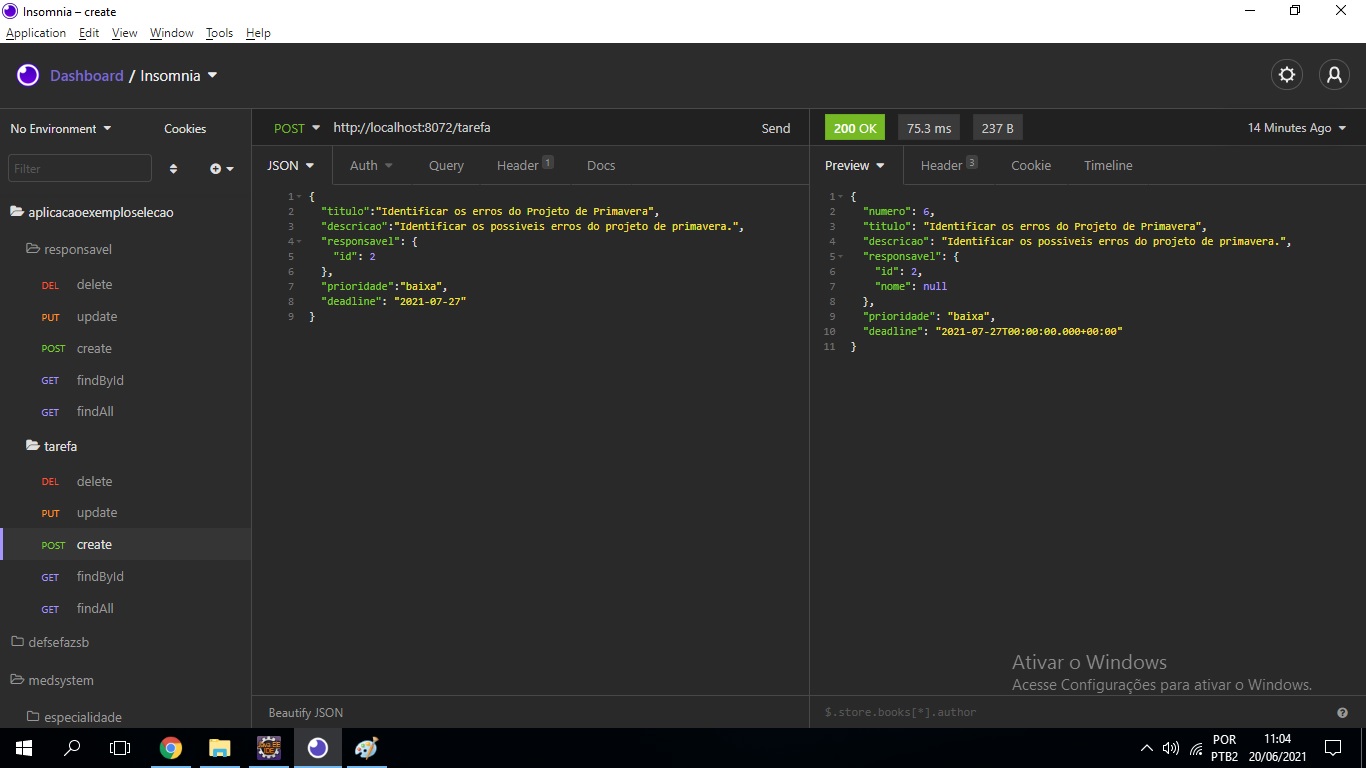 Insomnia – create
Application Edit View Window Tools Help
Dashboard / Insomnia
No Environment Cookies
Filter
aplicacaoexemploselecao
responsavel
DEL delete
PUT update
POST create
GET findById
GET findAll
tarefa
DEL delete
PUT update
POST create
GET findById
GET findAll
defsefazsb
medsystem
especialidade
POST http://localhost:8072/tarefa Send
JSON Auth Query Header 1 Docs
1 {
2 "titulo":"Identificar os erros do Projeto de Primavera",
3 "descricao":"Identificar os possiveis erros do projeto de primavera.",
4 "responsavel": {
5 "id": 2
6 },
7 "prioridade":"baixa",
8 "deadline": "2021-07-27"
9 }
Beautify JSON
200 OK 75.3 ms 237 B 14 Minutes Ago
Preview Header 3 Cookie Timeline
1 {
2 "numero": 6,
3 "titulo": "Identificar os erros do Projeto de Primavera",
4 "descricao": "Identificar os possiveis erros do projeto de primavera.",
5 "responsavel": {
6 "id": 2,
7 "nome": null
8 },
9 "prioridade": "baixa",
10 "deadline": "2021-07-27T00:00:00.000+00:00"
11 }
Ativar o Windows
Acesse Configurações para ativar o Windows.
$.store.books[*].author
POR
PTB2
11:04
20/06/2021